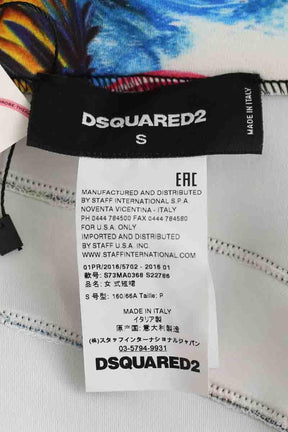 DSQUARED2
S
MADE IN ITALY
EAC
MANUFACTURED AND DISTRIBUTED
BY STAFF INTERNATIONAL S.P.A
NOVENTA VICENTINA - ITALY
PH 0444 784500 FAX 0444 784580
FOR U.S.A. ONLY
IMPORTED AND DISTRIBUTED
BY STAFF U.S.A. INC.
WWW.STAFFINTERNATIONAL.COM
01PR/2016/5702 - 2016 01
款号: S73MA0368 S22786
品名: 女式短裙
S 号型: 160/66A Taille: P
MADE IN ITALY
イタリア製
原产国: 意大利製造
(株)スタッフインターナショナルジャパン
03-5794-9931
DSQUARED2